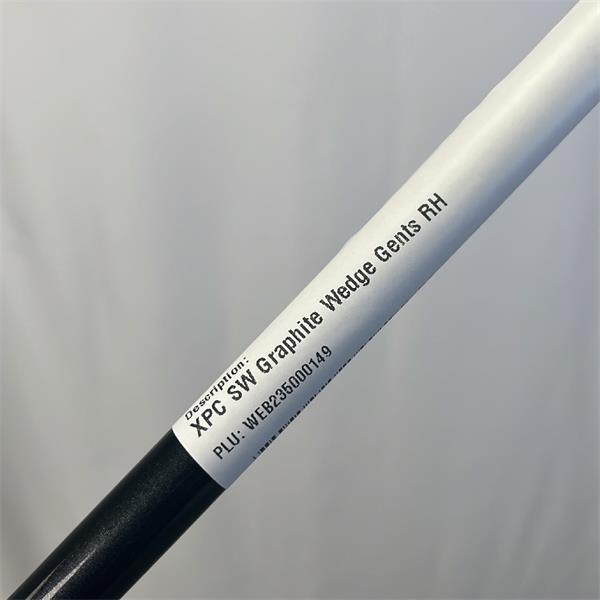 Description:
XPC SW Graphite Wedge Gents RH
PLU: WEB235000149